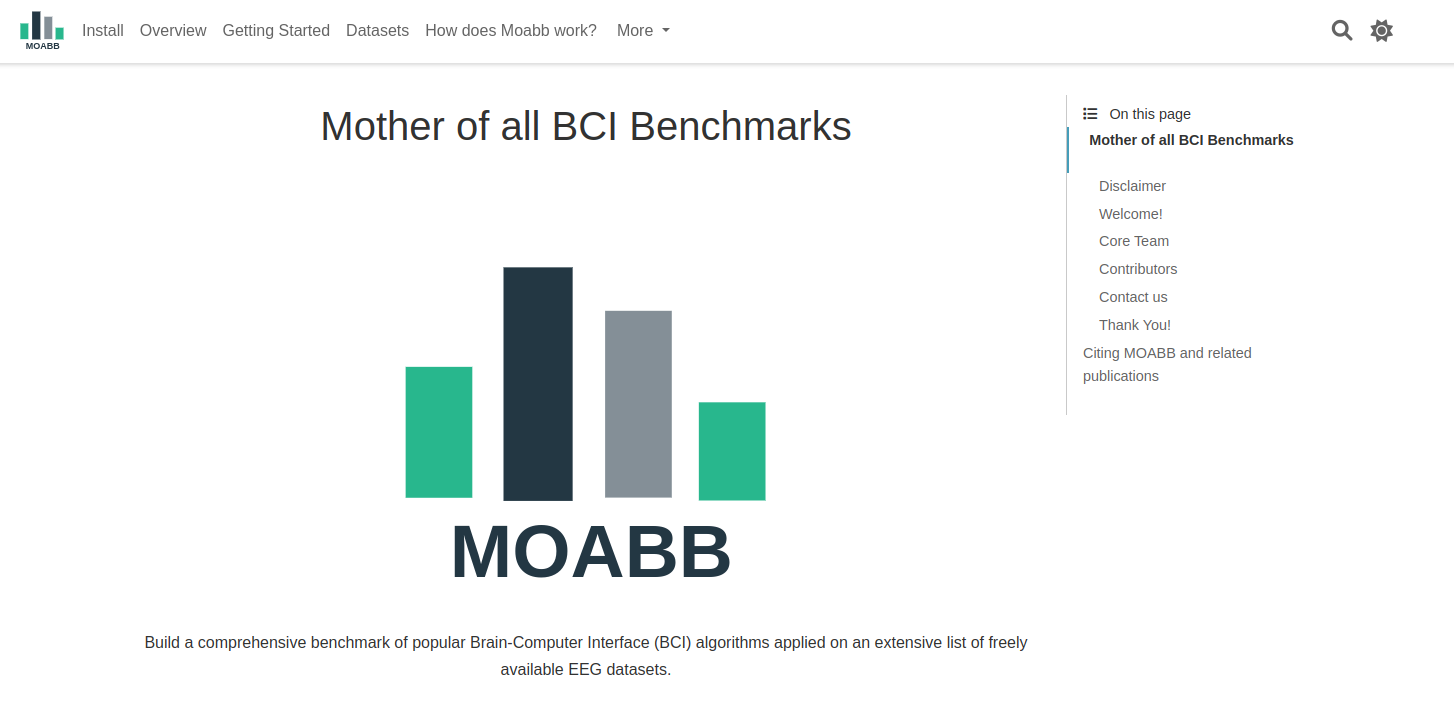 MOABB
Install
Overview
Getting Started
Datasets
How does Moabb work?
More
Mother of all BCI Benchmarks
MOABB
Build a comprehensive benchmark of popular Brain-Computer Interface (BCI) algorithms applied on an extensive list of freely
available EEG datasets.
On this page
Mother of all BCI Benchmarks
Disclaimer
Welcome!
Core Team
Contributors
Contact us
Thank You!
Citing MOABB and related
publications